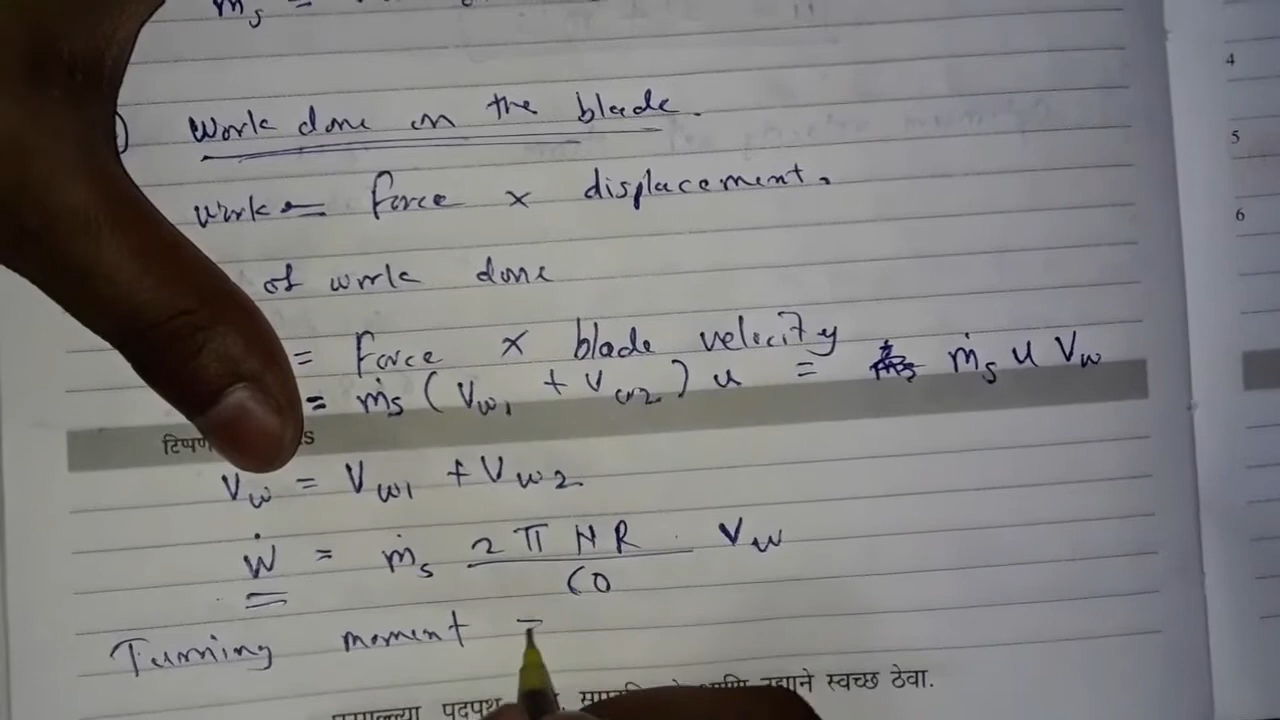 ṁs =
) Work done on the blade.
Work = Force × displacement.
of work done
= Force × blade velocity
= ṁs (Vw1 + Vw2) u = ṁs u Vw
Vw = Vw1 + Vw2
Ẇ = ṁs 2πNR/60 . Vw
Turning moment =
ठेवा.
4
5
6